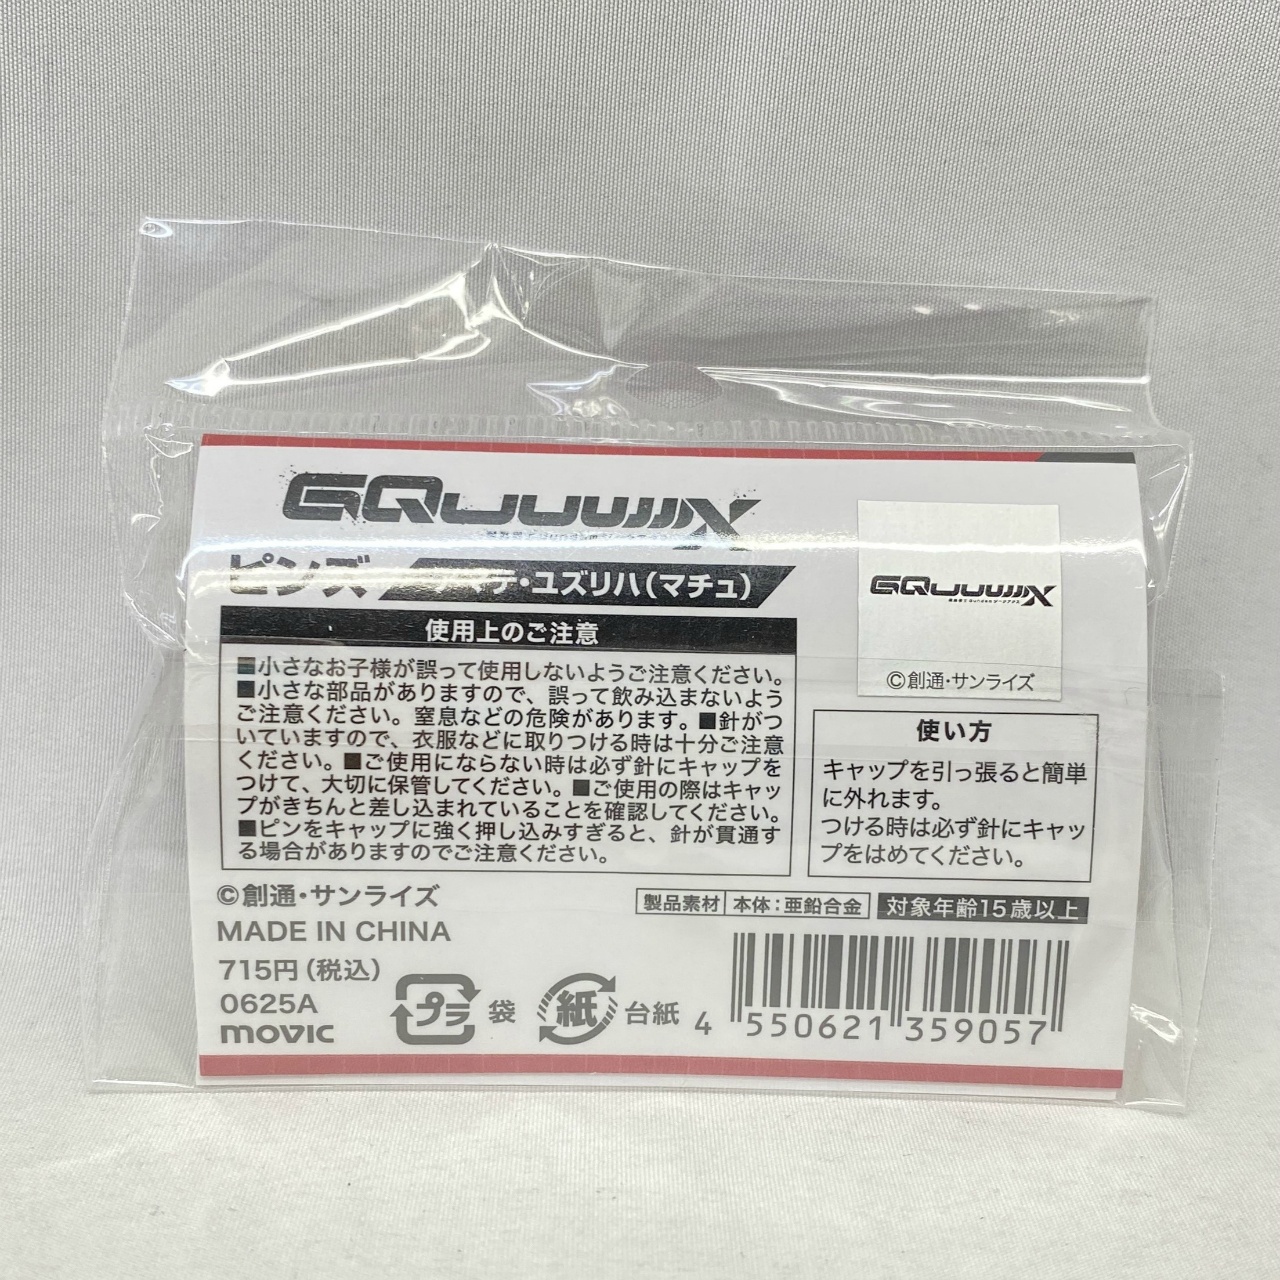 GQuuuuuuX
ピンズ
テ・ユズリハ(マチュ)
使用上のご注意
■小さなお子様が誤って使用しないようご注意ください。
■小さな部品がありますので、誤って飲み込まないよう
ご注意ください。窒息などの危険があります。■針がつ
いていますので、衣服などに取りつける時は十分ご注意
ください。■ご使用にならない時は必ず針にキャップを
つけて、大切に保管してください。■ご使用の際はキャッ
プがきちんと差し込まれていることを確認してください。
■ピンをキャップに強く押し込みすぎると、針が貫通す
る場合がありますのでご注意ください。
GQuuuuuuX
機動戦士Gundam ジークアクス
©創通・サンライズ
使い方
キャップを引っ張ると簡単
に外れます。
つける時は必ず針にキャッ
プをはめてください。
©創通・サンライズ
MADE IN CHINA
715円(税込)
0625A
movic
プラ 袋
紙 台紙
製品素材 本体:亜鉛合金
対象年齢15歳以上
4 550621 359057